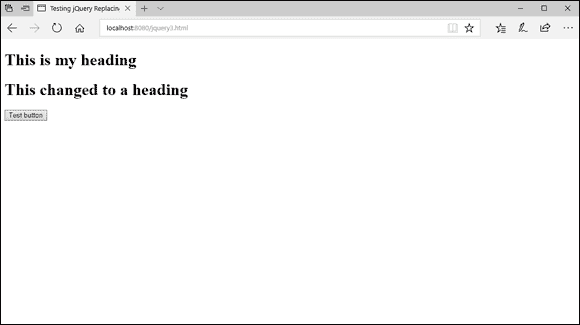 Testing jQuery Replacin
localhost:8080/jquery3.html
This is my heading
This changed to a heading
Test button